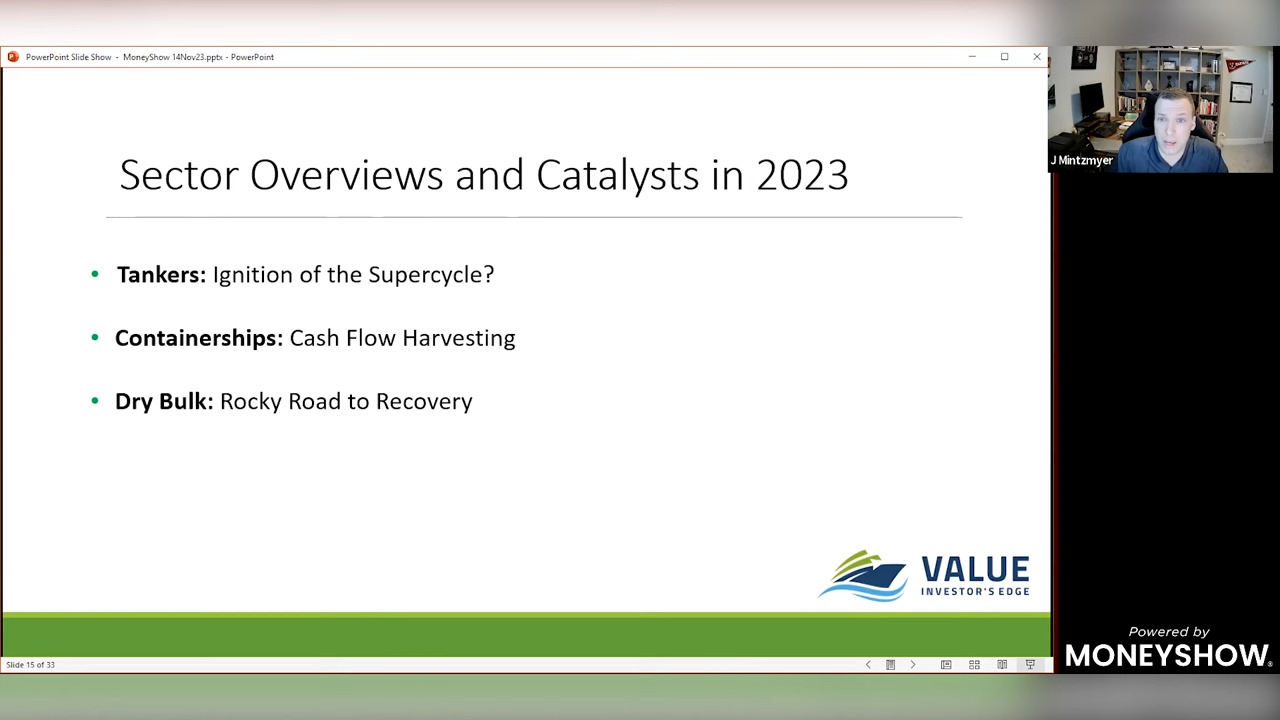 PowerPoint Slide Show - MoneyShow 14Nov23.pptx - PowerPoint
J Mintzmyer
Sector Overviews and Catalysts in 2023
• Tankers: Ignition of the Supercycle?
• Containerships: Cash Flow Harvesting
• Dry Bulk: Rocky Road to Recovery
VALUE
INVESTOR'S EDGE
Slide 15 of 33
Powered by
MONEYSHOW®